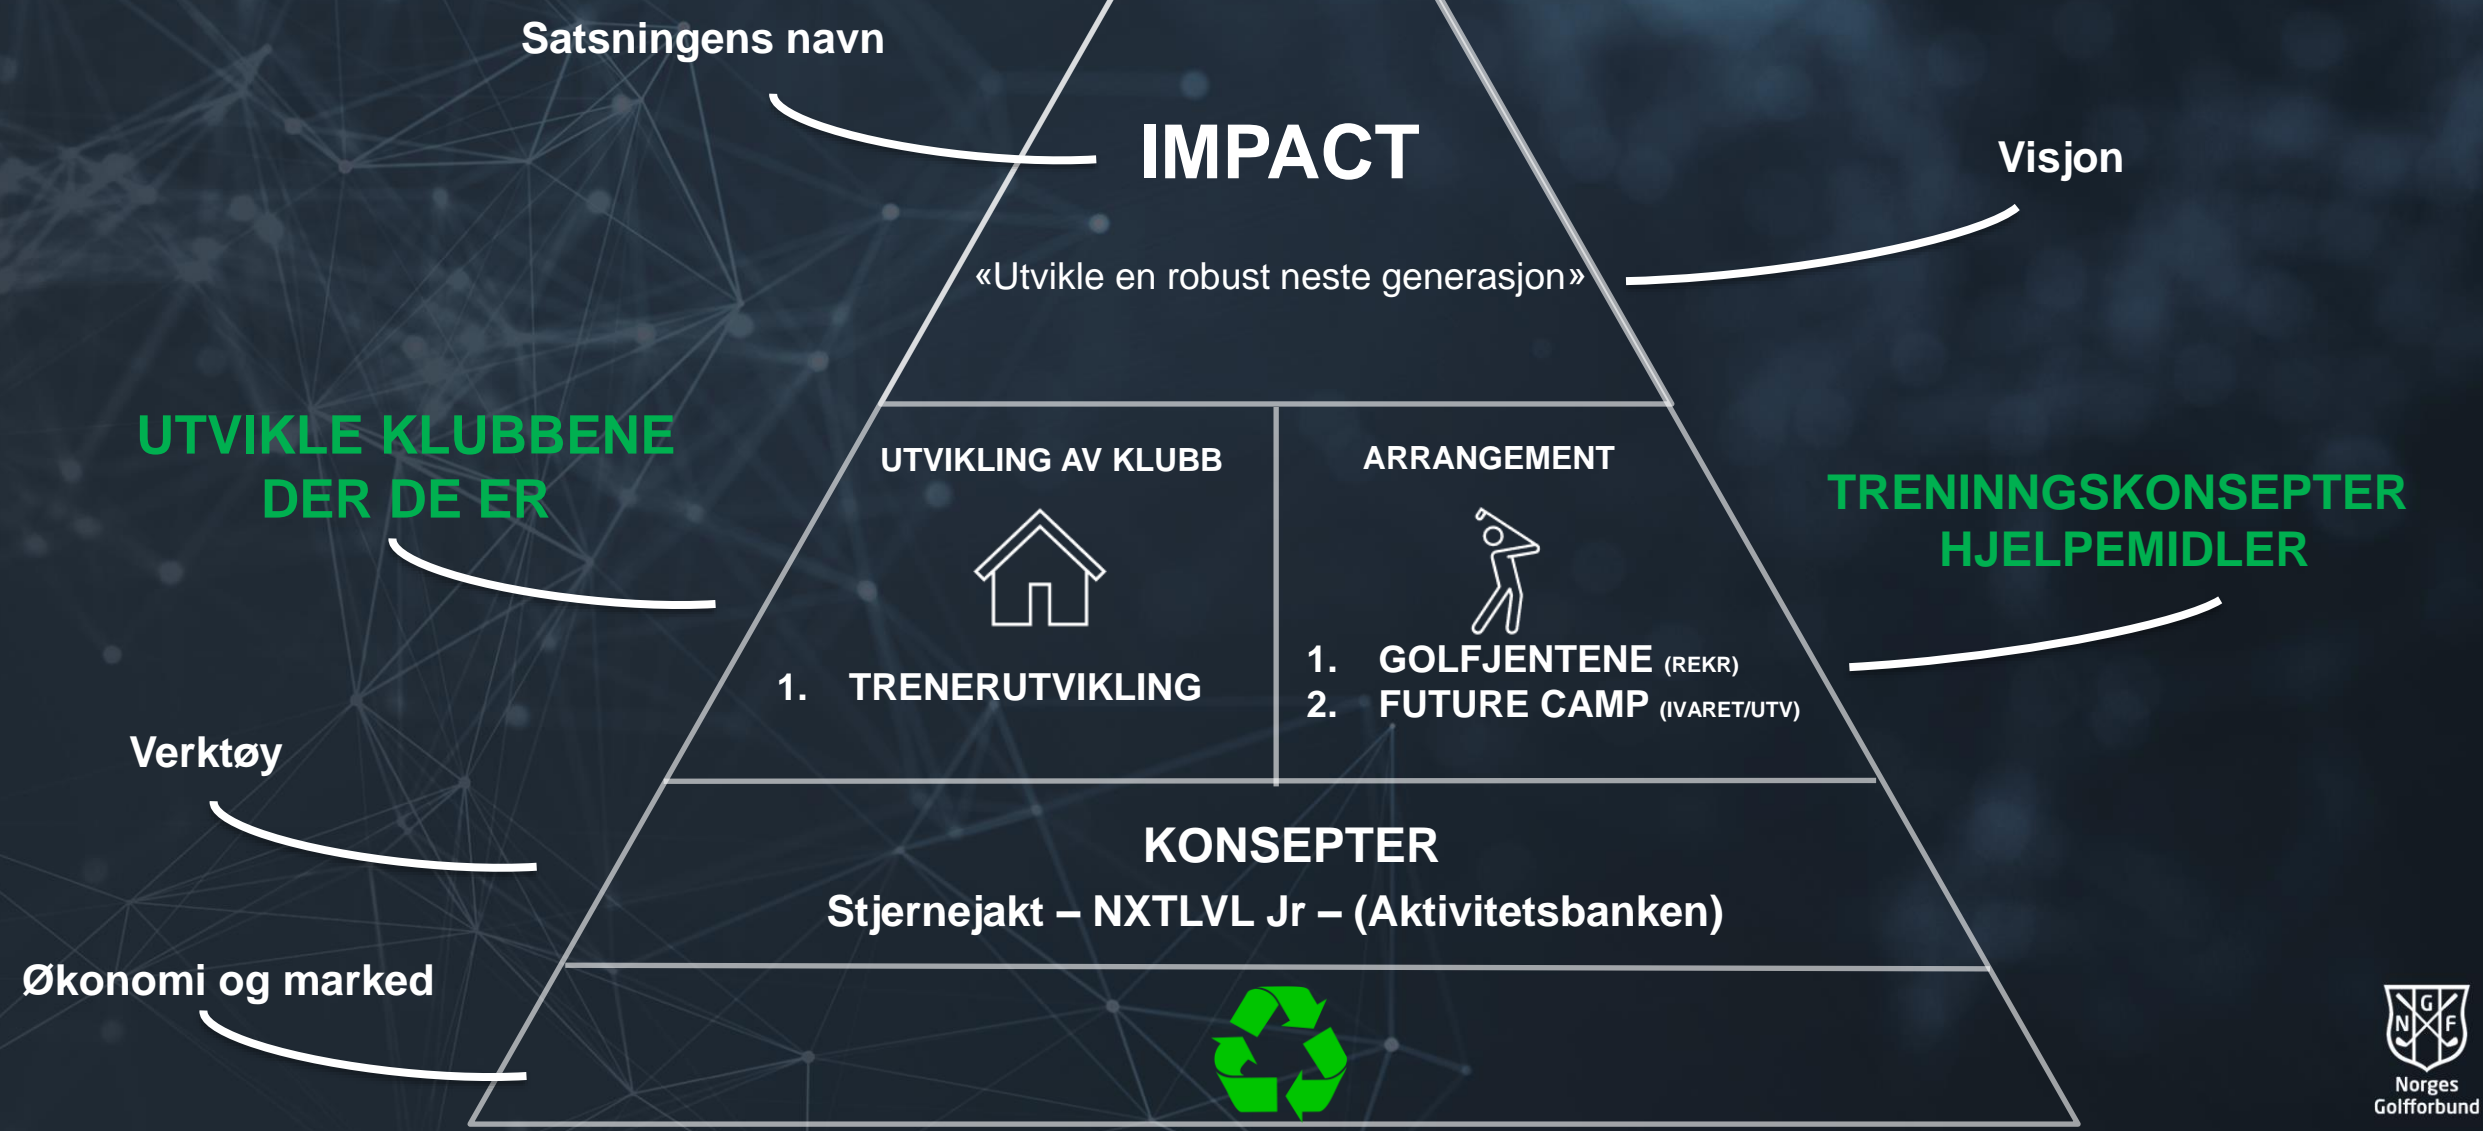 Satsningens navn
IMPACT
Visjon
«Utvikle en robust neste generasjon»
UTVIKLE KLUBBENE
DER DE ER
UTVIKLING AV KLUBB
ARRANGEMENT
TRENINNGSKONSEPTER
HJELPEMIDLER
1. TRENERUTVIKLING
1. GOLFJENTENE (REKR)
2. FUTURE CAMP (IVARET/UTV)
Verktøy
KONSEPTER
Stjernejakt – NXTLVL Jr – (Aktivitetsbanken)
Økonomi og marked
N G F
Norges
Golfforbund